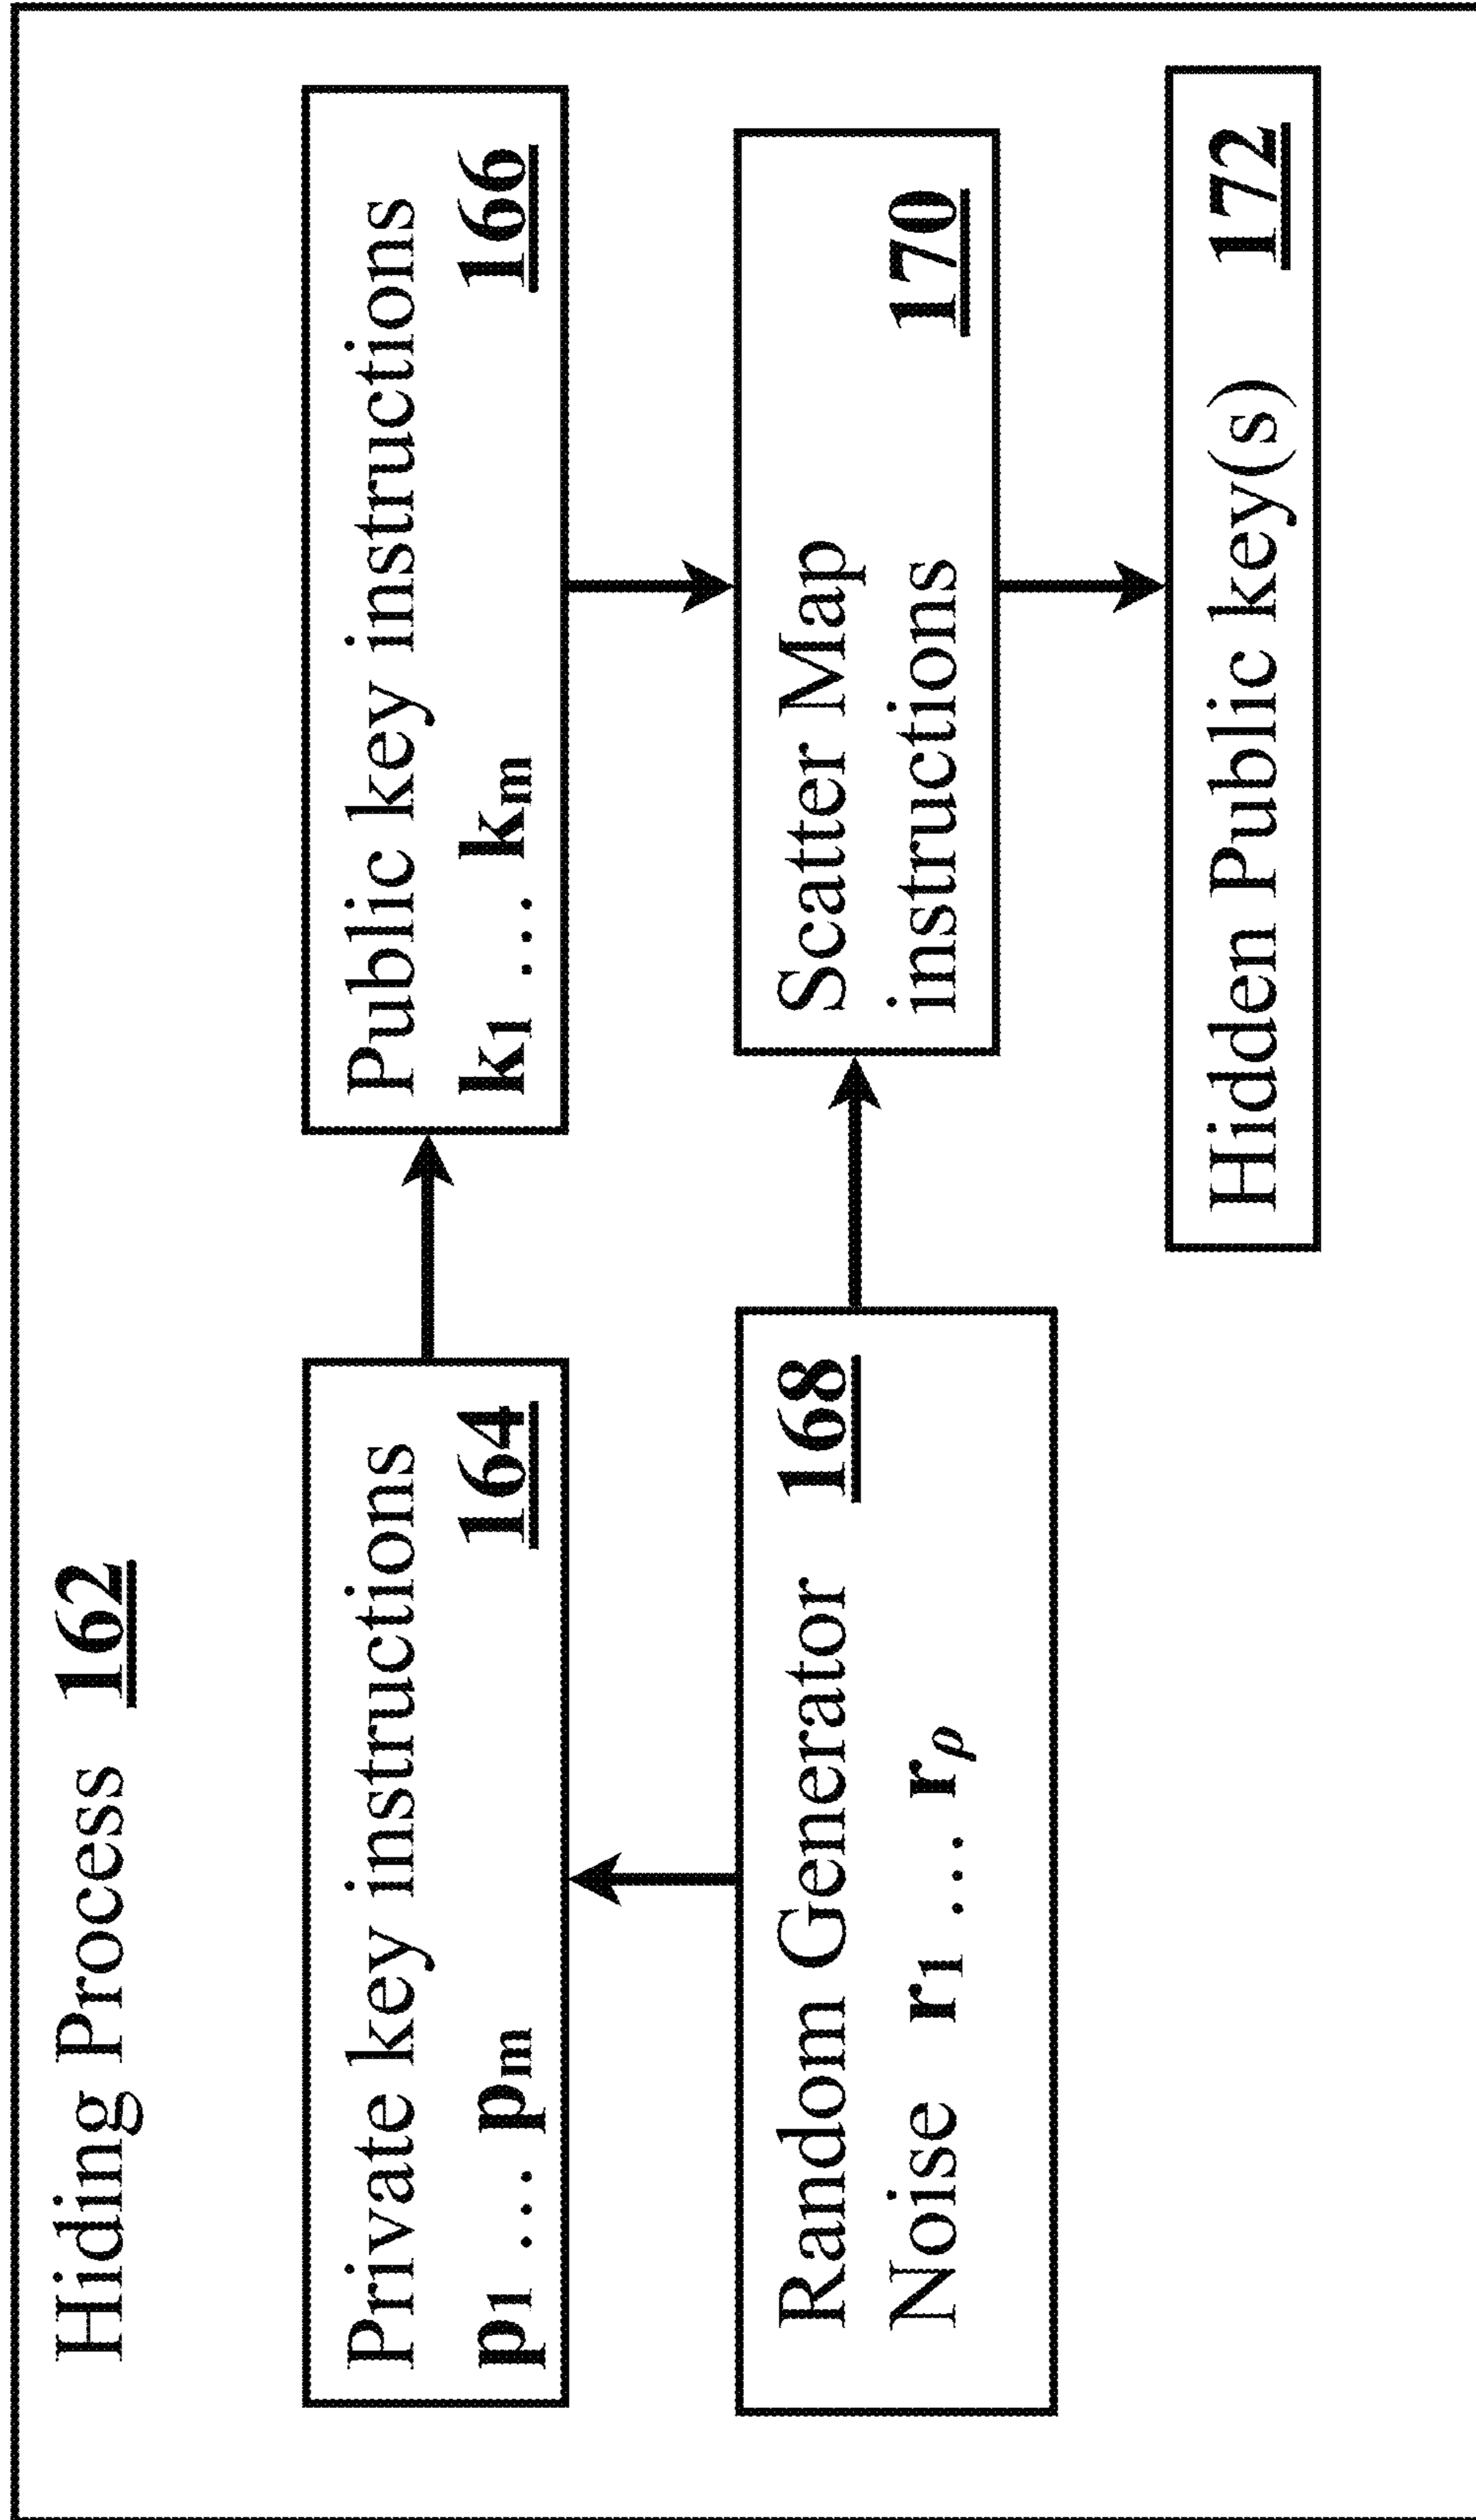 Hiding Process 162
Private key instructions
p1 ... pm 164
Public key instructions
k1 ... km 166
Random Generator 168
Noise r1 ... rρ
Scatter Map
instructions 170
Hidden Public key(s) 172